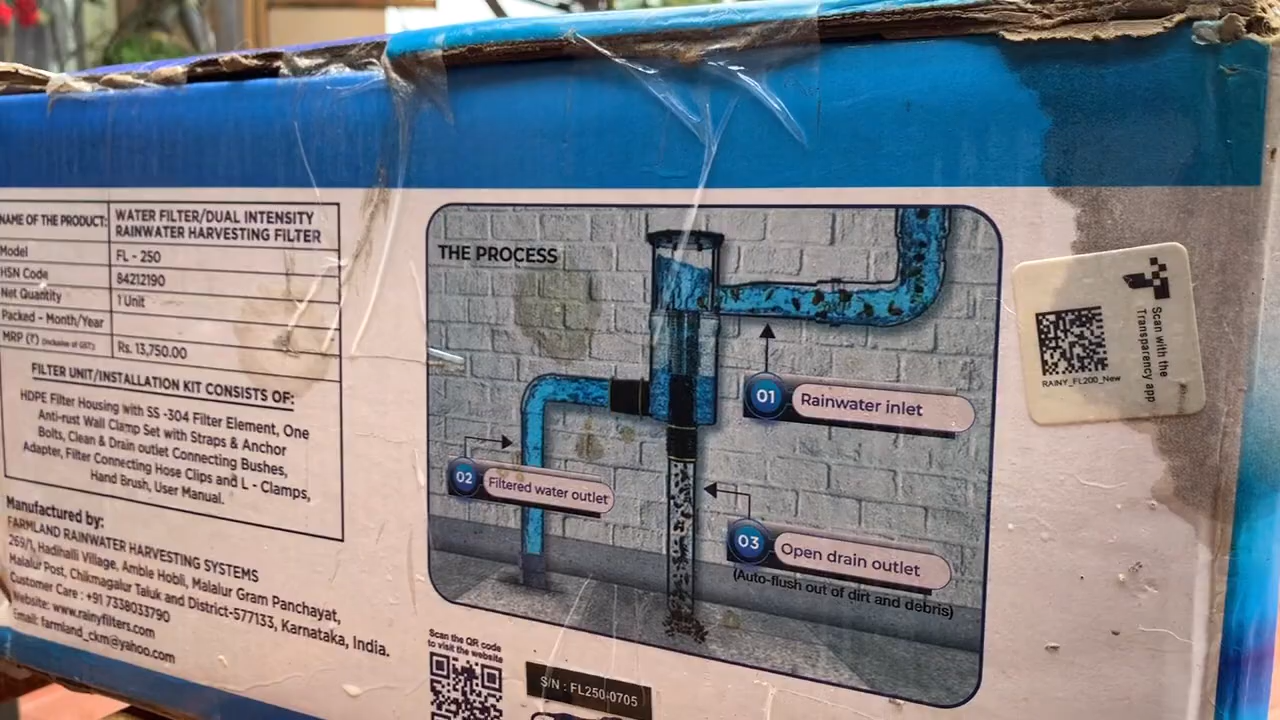 NAME OF THE PRODUCT: WATER FILTER/DUAL INTENSITY
RAINWATER HARVESTING FILTER
Model FL - 250
HSN Code 84212190
Net Quantity 1 Unit
Packed - Month/Year
MRP (₹) (Inclusive of GST): Rs. 13,750.00
FILTER UNIT/INSTALLATION KIT CONSISTS OF:
HDPE Filter Housing with SS -304 Filter Element, One
Anti-rust Wall Clamp Set with Straps & Anchor
Bolts, Clean & Drain outlet Connecting Bushes,
Adapter, Filter Connecting Hose Clips and L - Clamps,
Hand Brush, User Manual.
Manufactured by:
FARMLAND RAINWATER HARVESTING SYSTEMS
269/1, Hadihalli Village, Amble Hobli, Malalur Gram Panchayat,
Malalur Post, Chikmagalur Taluk and District-577133, Karnataka, India.
Customer Care : +91 7338033790
Website: www.rainyfilters.com
Email: farmland_ckm@yahoo.com
THE PROCESS
01 Rainwater inlet
02 Filtered water outlet
03 Open drain outlet
(Auto-flush out of dirt and debris)
Scan the QR code
to visit the website
S/N : FL250-0705
Scan with the
Transparency app
RAINY_FL200_New